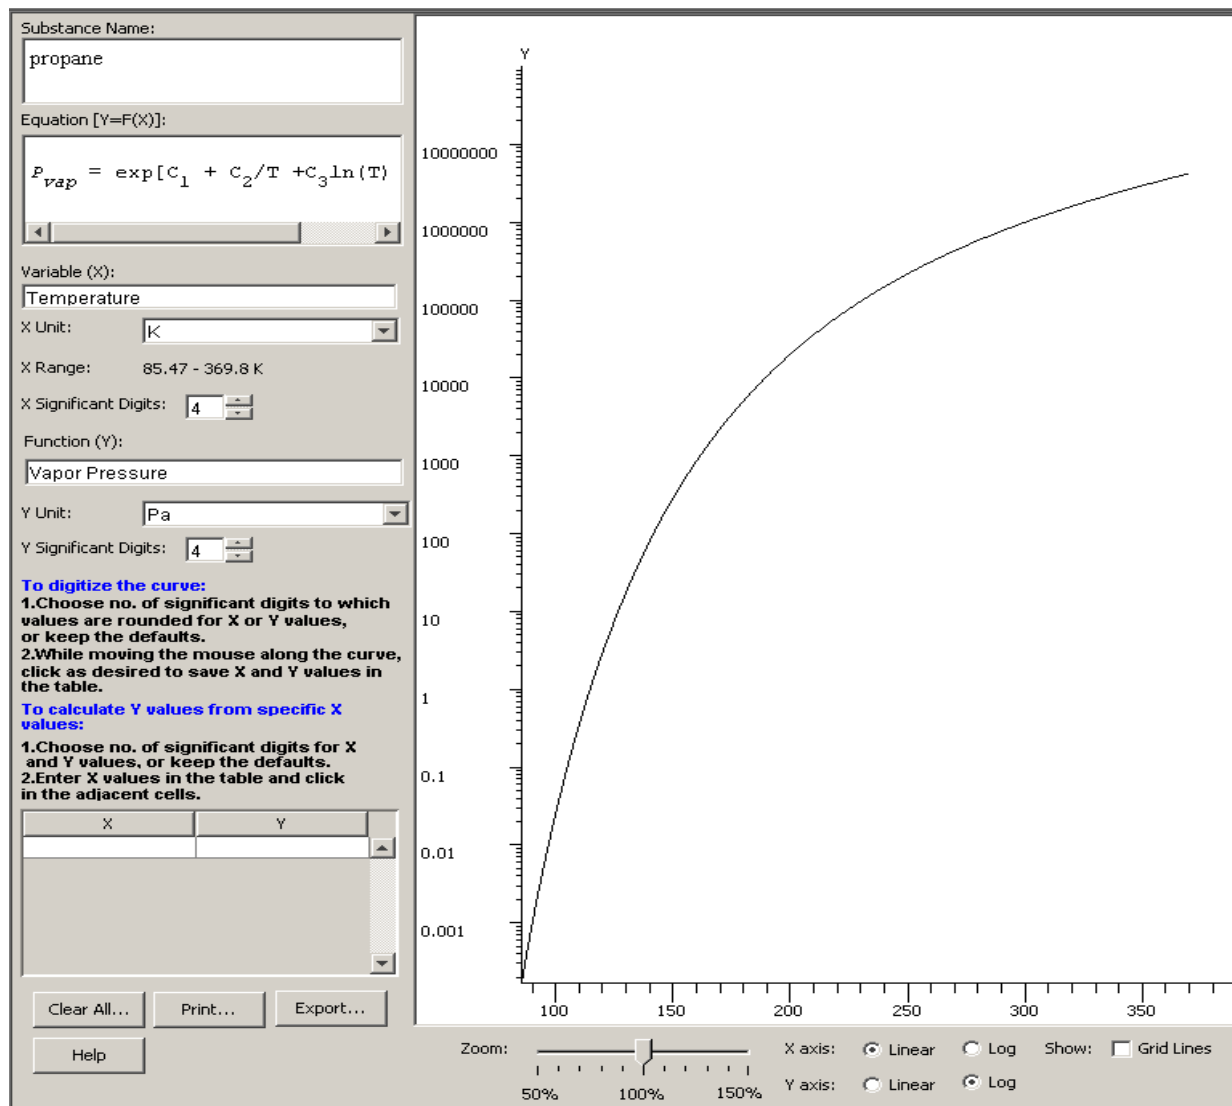 Substance Name:
propane
Equation [Y=F(X)]:
Pvap = exp[C1 + C2/T +C3ln(T)
Variable (X):
Temperature
X Unit: K
X Range: 85.47 - 369.8 K
X Significant Digits: 4
Function (Y):
Vapor Pressure
Y Unit: Pa
Y Significant Digits: 4
To digitize the curve:
1.Choose no. of significant digits to which
values are rounded for X or Y values,
or keep the defaults.
2.While moving the mouse along the curve,
click as desired to save X and Y values in
the table.
To calculate Y values from specific X
values:
1.Choose no. of significant digits for X
and Y values, or keep the defaults.
2.Enter X values in the table and click
in the adjacent cells.
X Y
Clear All... Print... Export...
Help
Y
10000000
1000000
100000
10000
1000
100
10
1
0.1
0.01
0.001
100 150 200 250 300 350
Zoom: 50% 100% 150%
X axis: Linear Log Show: Grid Lines
Y axis: Linear Log